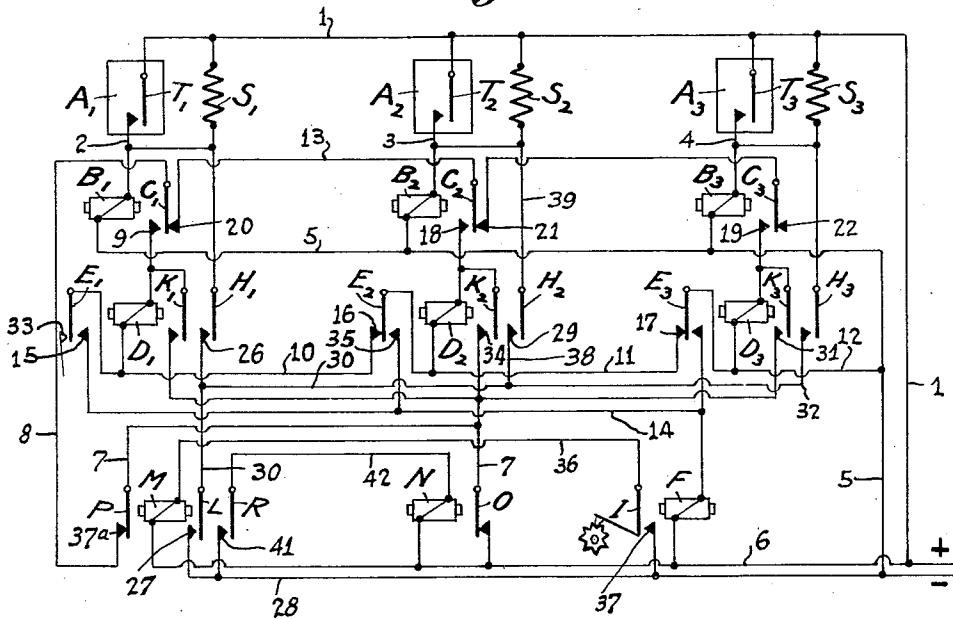 1
A1 T1 S1 A2 T2 S2 A3 T3 S3
2 13 3 4
B1 C1 B2 C2 39 B3 C3
9 20 5 18 21 19 22
E1 K1 H1 E2 K2 H2 E3 K3 H3
33 15 D1 26 16 35 D2 34 29 17 D3 31 12
10 30 38 11
32 1
8 14
7 30 42 7 36 5
M N F
P L R O I
37a 6 +
27 41 37 −
28